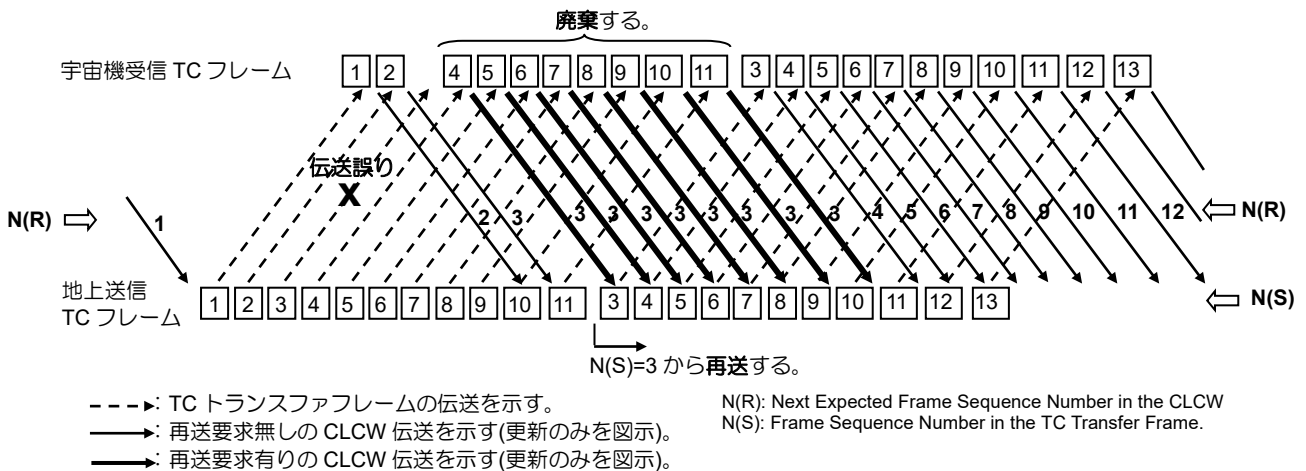 廃棄する。
宇宙機受信 TC フレーム
1 2 4 5 6 7 8 9 10 11 3 4 5 6 7 8 9 10 11 12 13
伝送誤り
X
N(R) ⇨ 1 2 3 3 3 3 3 3 3 3 3 4 5 6 7 8 9 10 11 12 ⇦ N(R)
地上送信
TC フレーム
1 2 3 4 5 6 7 8 9 10 11 3 4 5 6 7 8 9 10 11 12 13 ⇦ N(S)
N(S)=3 から再送する。
: TC トランスファフレームの伝送を示す。
: 再送要求無しの CLCW 伝送を示す(更新のみを図示)。
: 再送要求有りの CLCW 伝送を示す(更新のみを図示)。
N(R): Next Expected Frame Sequence Number in the CLCW
N(S): Frame Sequence Number in the TC Transfer Frame.